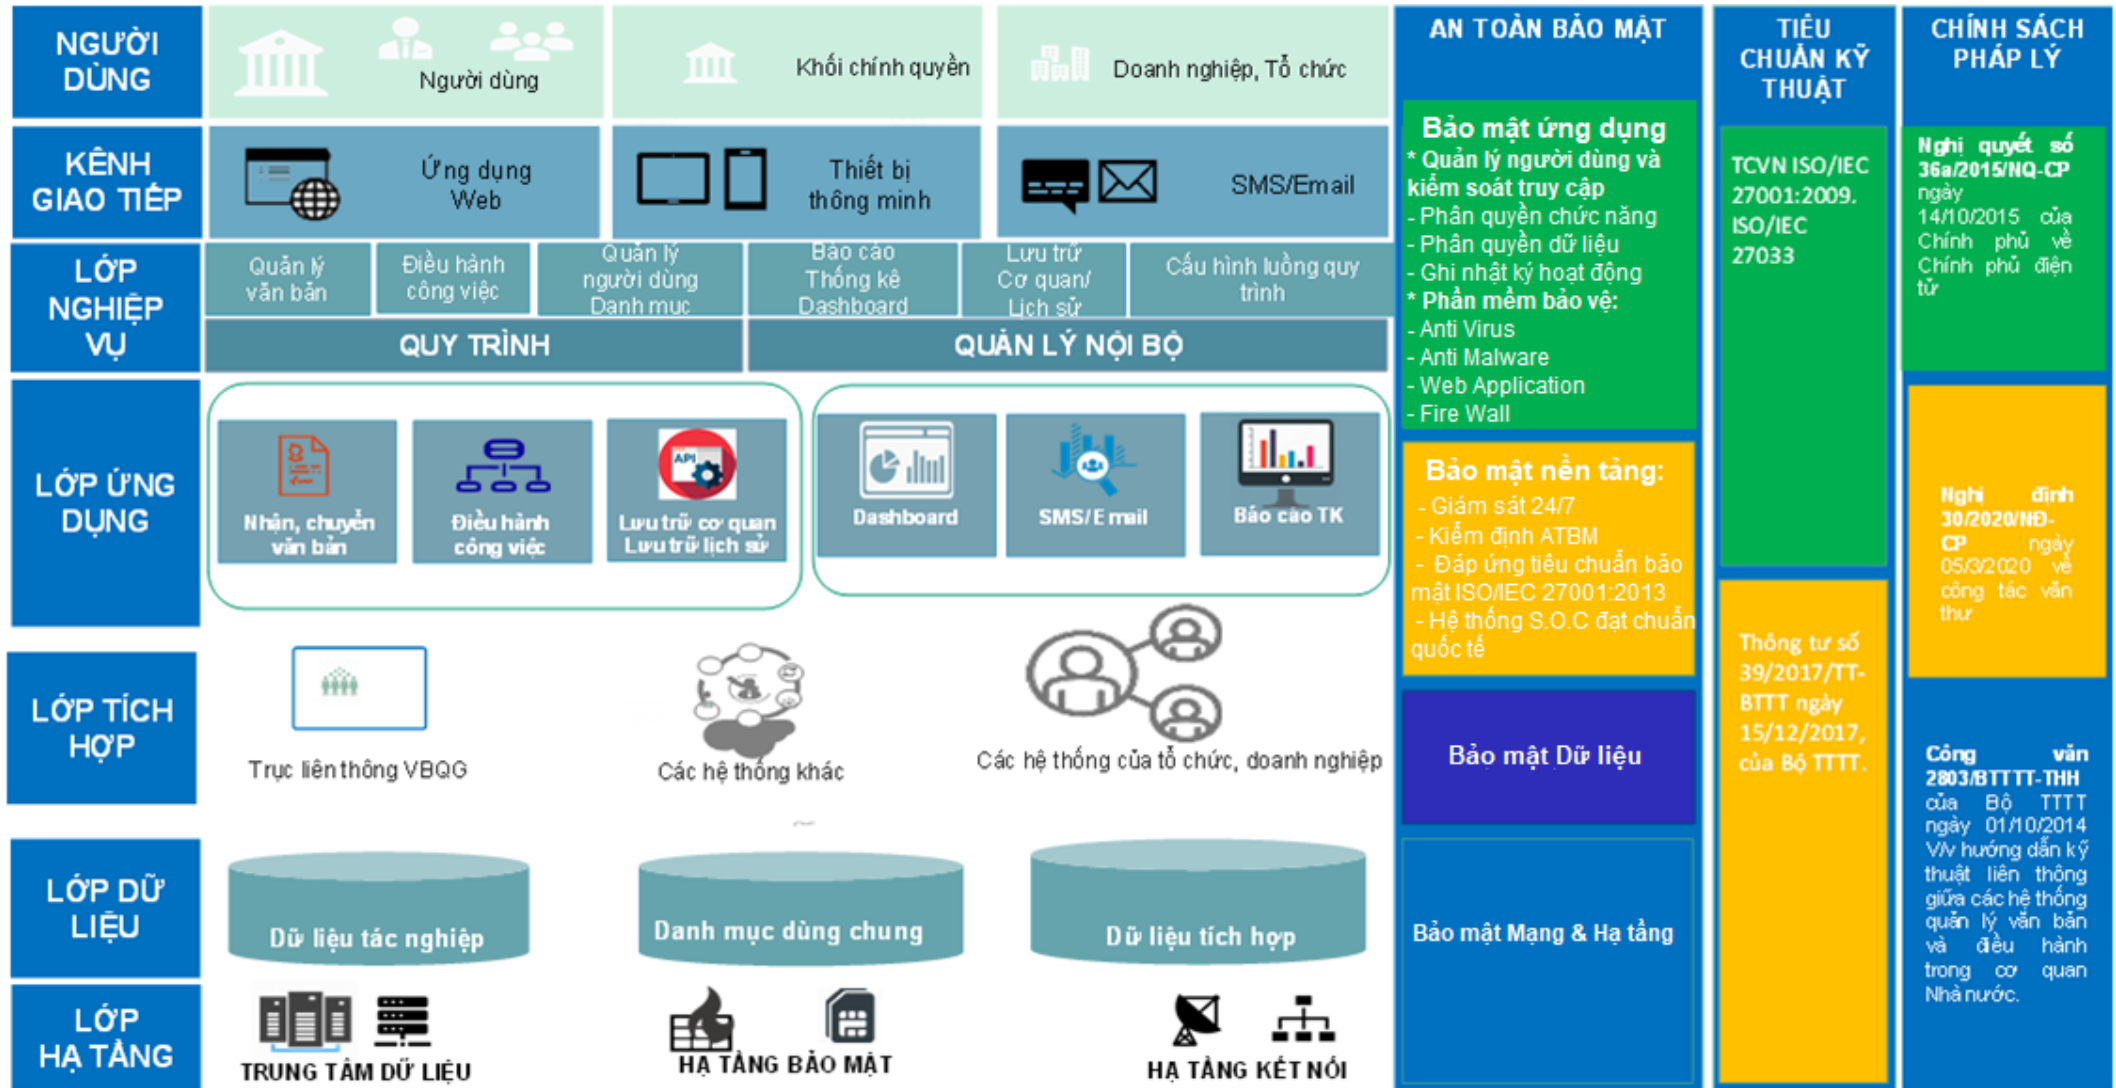 NGƯỜI
DÙNG
Người dùng
Khối chính quyền
Doanh nghiệp, Tổ chức
KÊNH
GIAO TIẾP
Ứng dụng
Web
Thiết bị
thông minh
SMS/Email
LỚP
NGHIỆP
VỤ
Quản lý
văn bản
Điều hành
công việc
Quản lý
người dùng
Danh mục
Báo cáo
Thống kê
Dashboard
Lưu trữ
Cơ quan/
Lịch sử
Cấu hình luồng quy
trình
QUY TRÌNH
QUẢN LÝ NỘI BỘ
LỚP ỨNG
DỤNG
Nhận, chuyển
văn bản
Điều hành
công việc
API
Lưu trữ cơ quan
Lưu trữ lịch sử
Dashboard
SMS/Email
Báo cáo TK
LỚP TÍCH
HỢP
Trục liên thông VBQG
Các hệ thống khác
Các hệ thống của tổ chức, doanh nghiệp
LỚP DỮ
LIỆU
Dữ liệu tác nghiệp
Danh mục dùng chung
Dữ liệu tích hợp
LỚP
HẠ TẦNG
TRUNG TÂM DỮ LIỆU
HẠ TẦNG BẢO MẬT
HẠ TẦNG KẾT NỐI
AN TOÀN BẢO MẬT
Bảo mật ứng dụng
* Quản lý người dùng và
kiểm soát truy cập
- Phân quyền chức năng
- Phân quyền dữ liệu
- Ghi nhật ký hoạt động
* Phần mềm bảo vệ:
- Anti Virus
- Anti Malware
- Web Application
- Fire Wall
Bảo mật nền tảng:
- Giám sát 24/7
- Kiểm định ATBM
- Đáp ứng tiêu chuẩn bảo
mật ISO/IEC 27001:2013
- Hệ thống S.O.C đạt chuẩn
quốc tế
Bảo mật Dữ liệu
Bảo mật Mạng & Hạ tầng
TIÊU
CHUẨN KỸ
THUẬT
TCVN ISO/IEC
27001:2009.
ISO/IEC
27033
Thông tư số
39/2017/TT-
BTTT ngày
15/12/2017,
của Bộ TTTT.
CHÍNH SÁCH
PHÁP LÝ
Nghị quyết số
36a/2015/NQ-CP
ngày
14/10/2015 của
Chính phủ về
Chính phủ điện
tử
Nghị định
30/2020/NĐ-
CP ngày
05/3/2020 về
công tác văn
thư
Công văn
2803/BTTTT-THH
của Bộ TTTT
ngày 01/10/2014
V/v hướng dẫn kỹ
thuật liên thông
giữa các hệ thống
quản lý văn bản
và điều hành
trong cơ quan
Nhà nước.